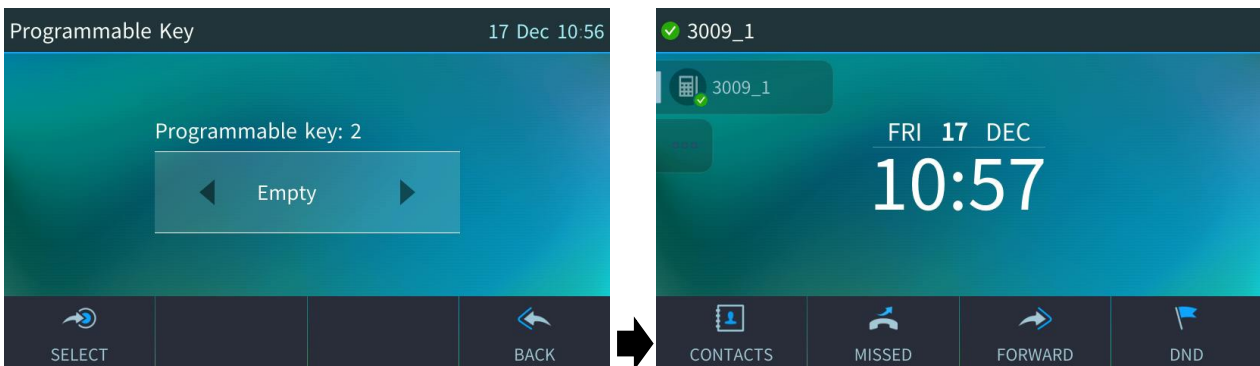 Programmable Key 17 Dec 10:56
Programmable key: 2
Empty
SELECT BACK
3009_1
3009_1
FRI 17 DEC
10:57
CONTACTS MISSED FORWARD DND